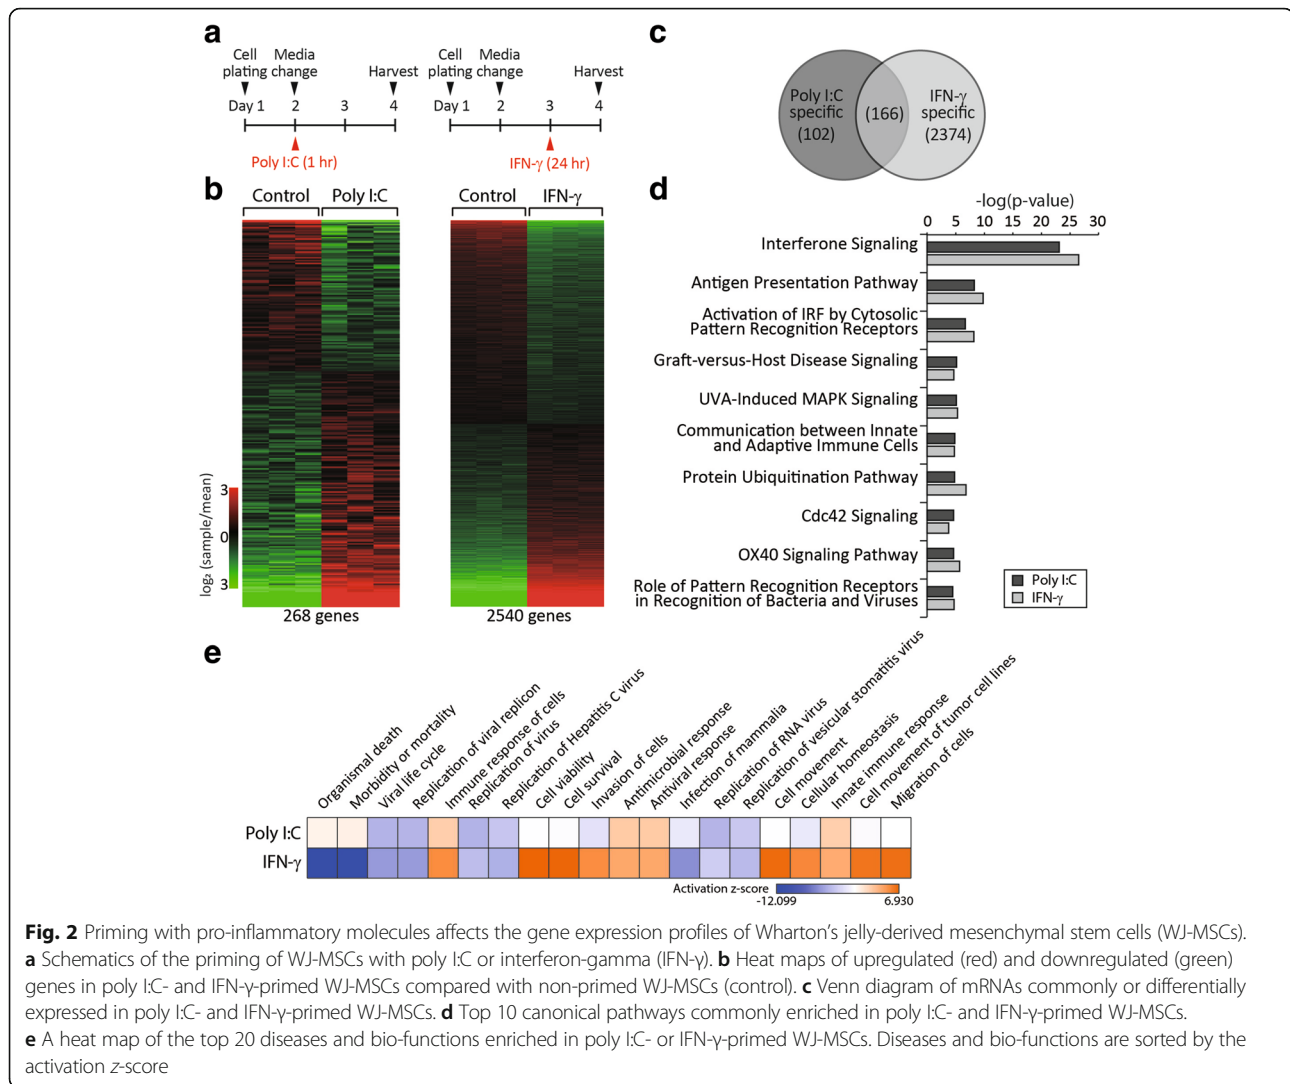 a
Cell plating
Media change
Harvest
Day 1
2
3
4
Poly I:C (1 hr)
Cell plating
Media change
Harvest
Day 1
2
3
4
IFN-γ (24 hr)
b
Control
Poly I:C
Control
IFN-γ
log₂ (sample/mean)
3
0
3
268 genes
2540 genes
c
Poly I:C
specific
(102)
(166)
IFN-γ
specific
(2374)
d
-log(p-value)
0 5 10 15 20 25 30
Interferone Signaling
Antigen Presentation Pathway
Activation of IRF by Cytosolic
Pattern Recognition Receptors
Graft-versus-Host Disease Signaling
UVA-Induced MAPK Signaling
Communication between Innate
and Adaptive Immune Cells
Protein Ubiquitination Pathway
Cdc42 Signaling
OX40 Signaling Pathway
Role of Pattern Recognition Receptors
in Recognition of Bacteria and Viruses
Poly I:C
IFN-γ
e
Organismal death
Morbidity or mortality
Viral life cycle
Replication of viral replicon
Immune response of cells
Replication of virus
Replication of Hepatitis C virus
Cell viability
Cell survival
Invasion of cells
Antimicrobial response
Antiviral response
Infection of mammalia
Replication of RNA virus
Replication of vesicular stomatitis virus
Cell movement
Cellular homeostasis
Innate immune response
Cell movement of tumor cell lines
Migration of cells
Poly I:C
IFN-γ
Activation z-score
-12.099
6.930
Fig. 2 Priming with pro-inflammatory molecules affects the gene expression profiles of Wharton's jelly-derived mesenchymal stem cells (WJ-MSCs).
a Schematics of the priming of WJ-MSCs with poly I:C or interferon-gamma (IFN-γ). b Heat maps of upregulated (red) and downregulated (green)
genes in poly I:C- and IFN-γ-primed WJ-MSCs compared with non-primed WJ-MSCs (control). c Venn diagram of mRNAs commonly or differentially
expressed in poly I:C- and IFN-γ-primed WJ-MSCs. d Top 10 canonical pathways commonly enriched in poly I:C- and IFN-γ-primed WJ-MSCs.
e A heat map of the top 20 diseases and bio-functions enriched in poly I:C- or IFN-γ-primed WJ-MSCs. Diseases and bio-functions are sorted by the
activation z-score